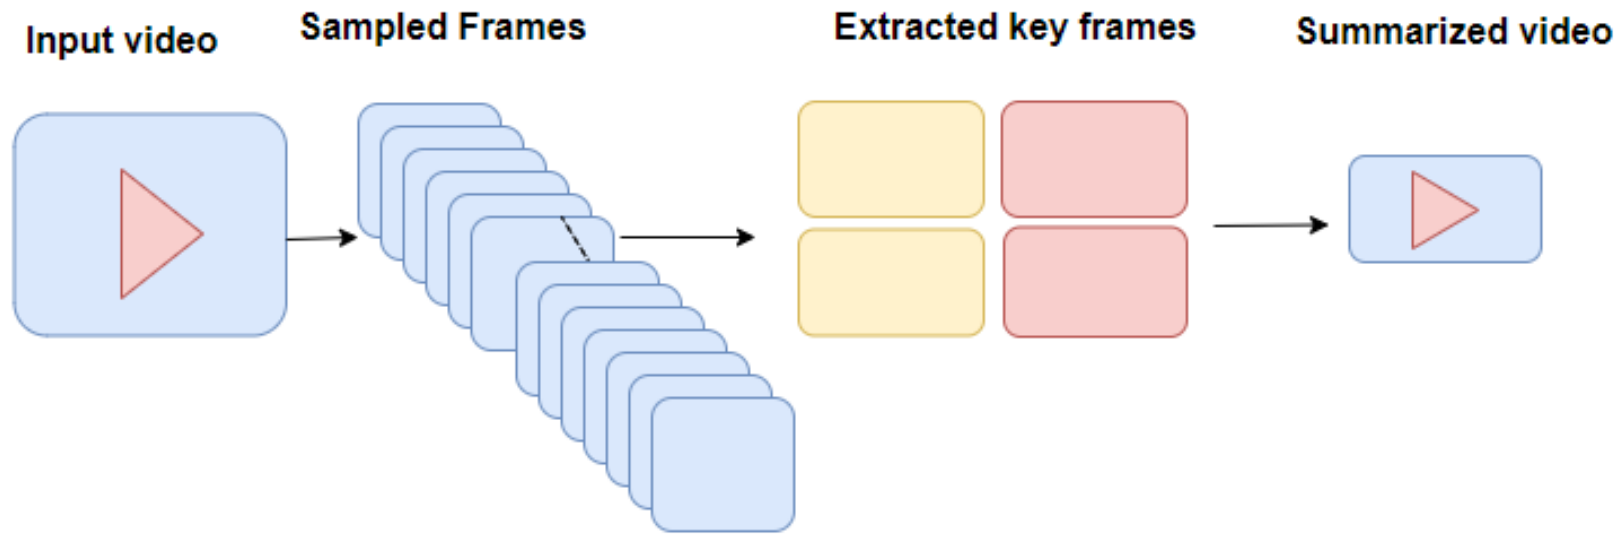 Input video
Sampled Frames
Extracted key frames
Summarized video